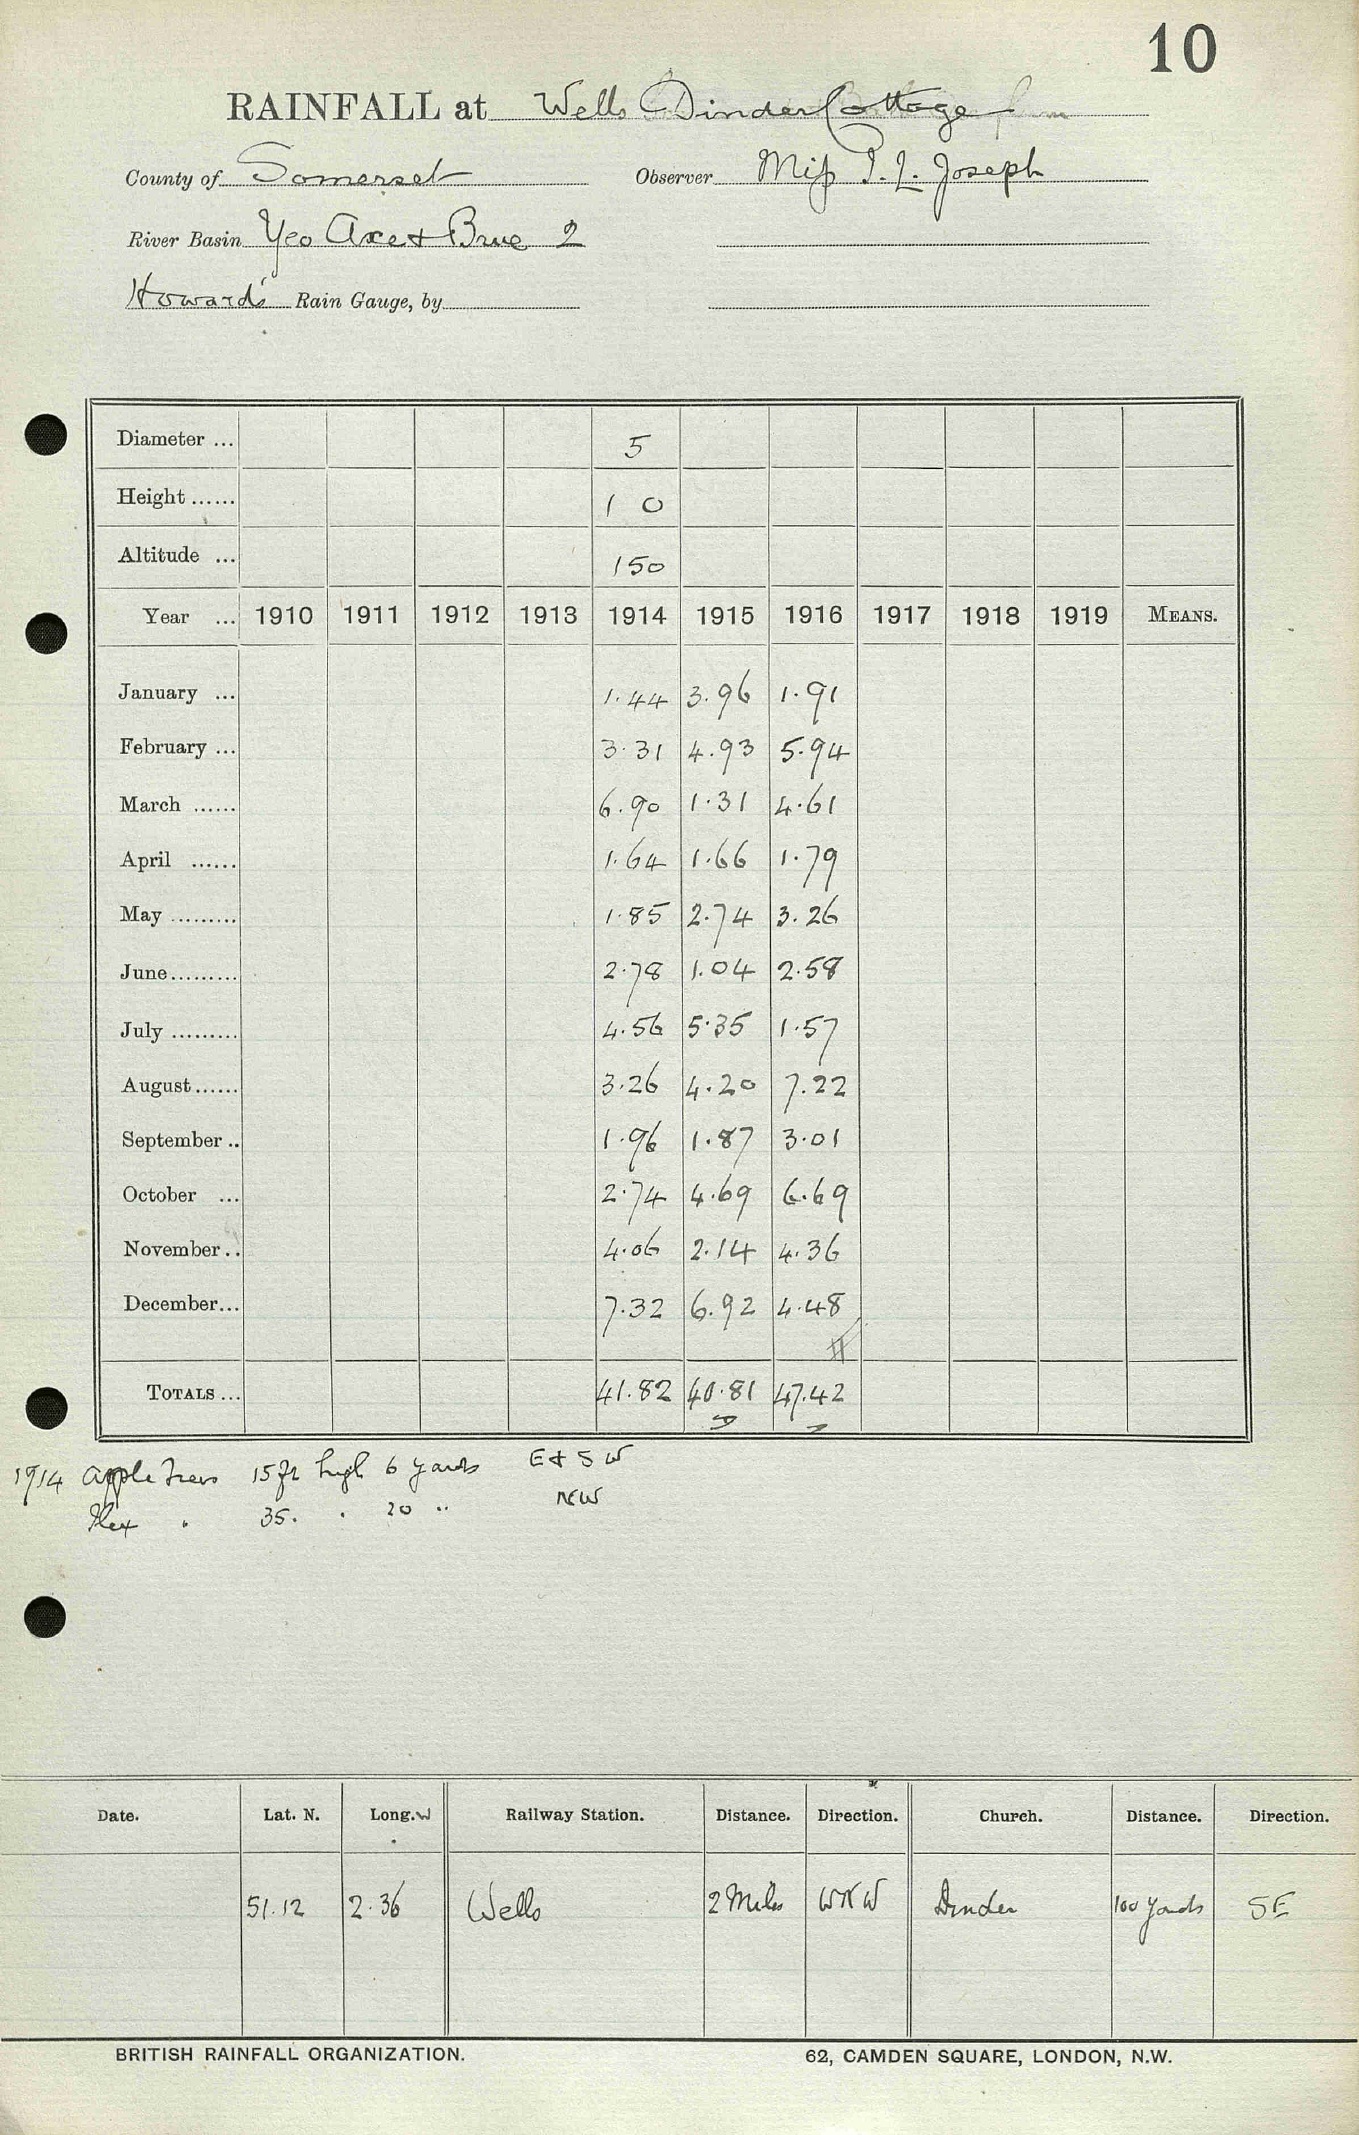 10
RAINFALL at Wells Dinder Cottage
County of Somerset Observer Miss P. L. Joseph
River Basin Yeo Axe & Brue 2
Howard's Rain Gauge, by
Diameter ... 5
Height ...... 1 0
Altitude ... 150
Year ... 1910 1911 1912 1913 1914 1915 1916 1917 1918 1919 MEANS.
January ... 1.44 3.96 1.91
February ... 3.31 4.93 5.94
March ...... 6.90 1.31 4.61
April ...... 1.64 1.66 1.79
May ......... 1.85 2.74 3.26
June ......... 2.78 1.04 2.58
July ......... 4.56 5.35 1.57
August ...... 3.26 4.20 7.22
September .. 1.96 1.87 3.01
October ... 2.74 4.69 6.69
November .. 4.06 2.14 4.36
December ... 7.32 6.92 4.48
TOTALS ... 41.82 40.81 47.42
1914 Apple Trees 15 ft high 6 yards E & SW
Ilex " 35 . . 20 " NW
Date. Lat. N. Long. W Railway Station. Distance. Direction. Church. Distance. Direction.
51.12 2.36 Wells 2 Miles WNW Dinder 100 yards SE
BRITISH RAINFALL ORGANIZATION. 62, CAMDEN SQUARE, LONDON, N.W.